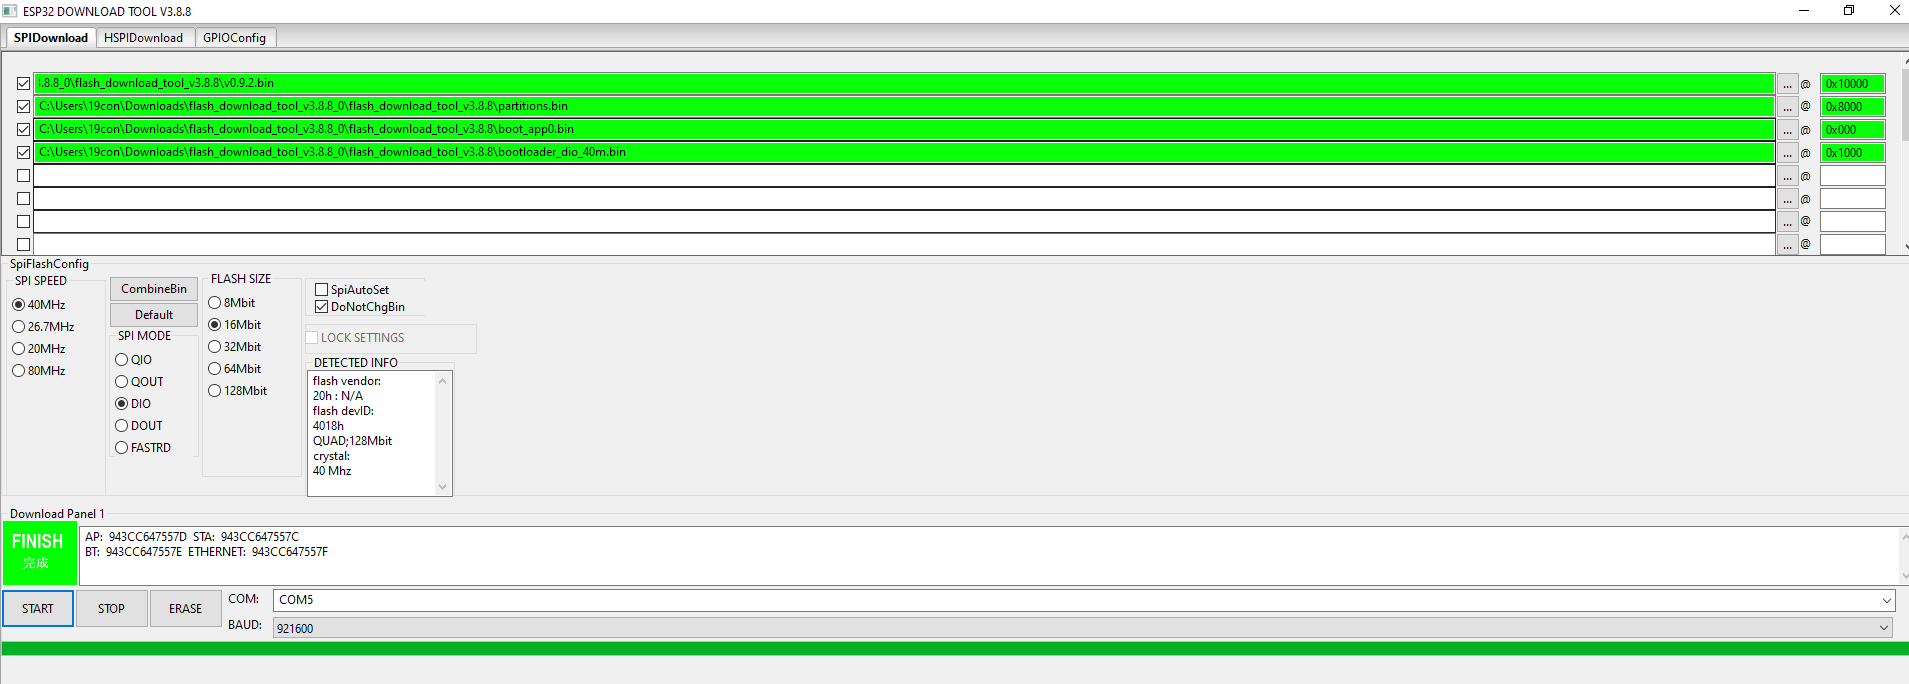 ESP32 DOWNLOAD TOOL V3.8.8
SPIDownload HSPIDownload GPIOConfig
.8.8_0\flash_download_tool_v3.8.8\v0.9.2.bin ... @ 0x10000
C:\Users\19con\Downloads\flash_download_tool_v3.8.8_0\flash_download_tool_v3.8.8\partitions.bin ... @ 0x8000
C:\Users\19con\Downloads\flash_download_tool_v3.8.8_0\flash_download_tool_v3.8.8\boot_app0.bin ... @ 0x000
C:\Users\19con\Downloads\flash_download_tool_v3.8.8_0\flash_download_tool_v3.8.8\bootloader_dio_40m.bin ... @ 0x1000
... @
... @
... @
... @
SpiFlashConfig
SPI SPEED
40MHz
26.7MHz
20MHz
80MHz
CombineBin
Default
SPI MODE
QIO
QOUT
DIO
DOUT
FASTRD
FLASH SIZE
8Mbit
16Mbit
32Mbit
64Mbit
128Mbit
SpiAutoSet
DoNotChgBin
LOCK SETTINGS
DETECTED INFO
flash vendor:
20h : N/A
flash devID:
4018h
QUAD;128Mbit
crystal:
40 Mhz
Download Panel 1
FINISH
完成
AP: 943CC647557D STA: 943CC647557C
BT: 943CC647557E ETHERNET: 943CC647557F
START STOP ERASE
COM: COM5
BAUD: 921600